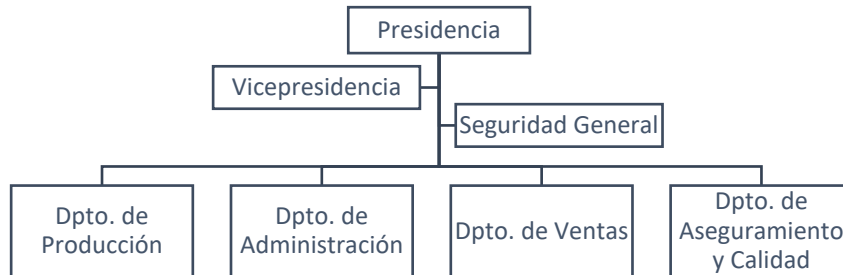 Presidencia
Vicepresidencia
Seguridad General
Dpto. de
Producción
Dpto. de
Administración
Dpto. de Ventas
Dpto. de
Aseguramiento
y Calidad